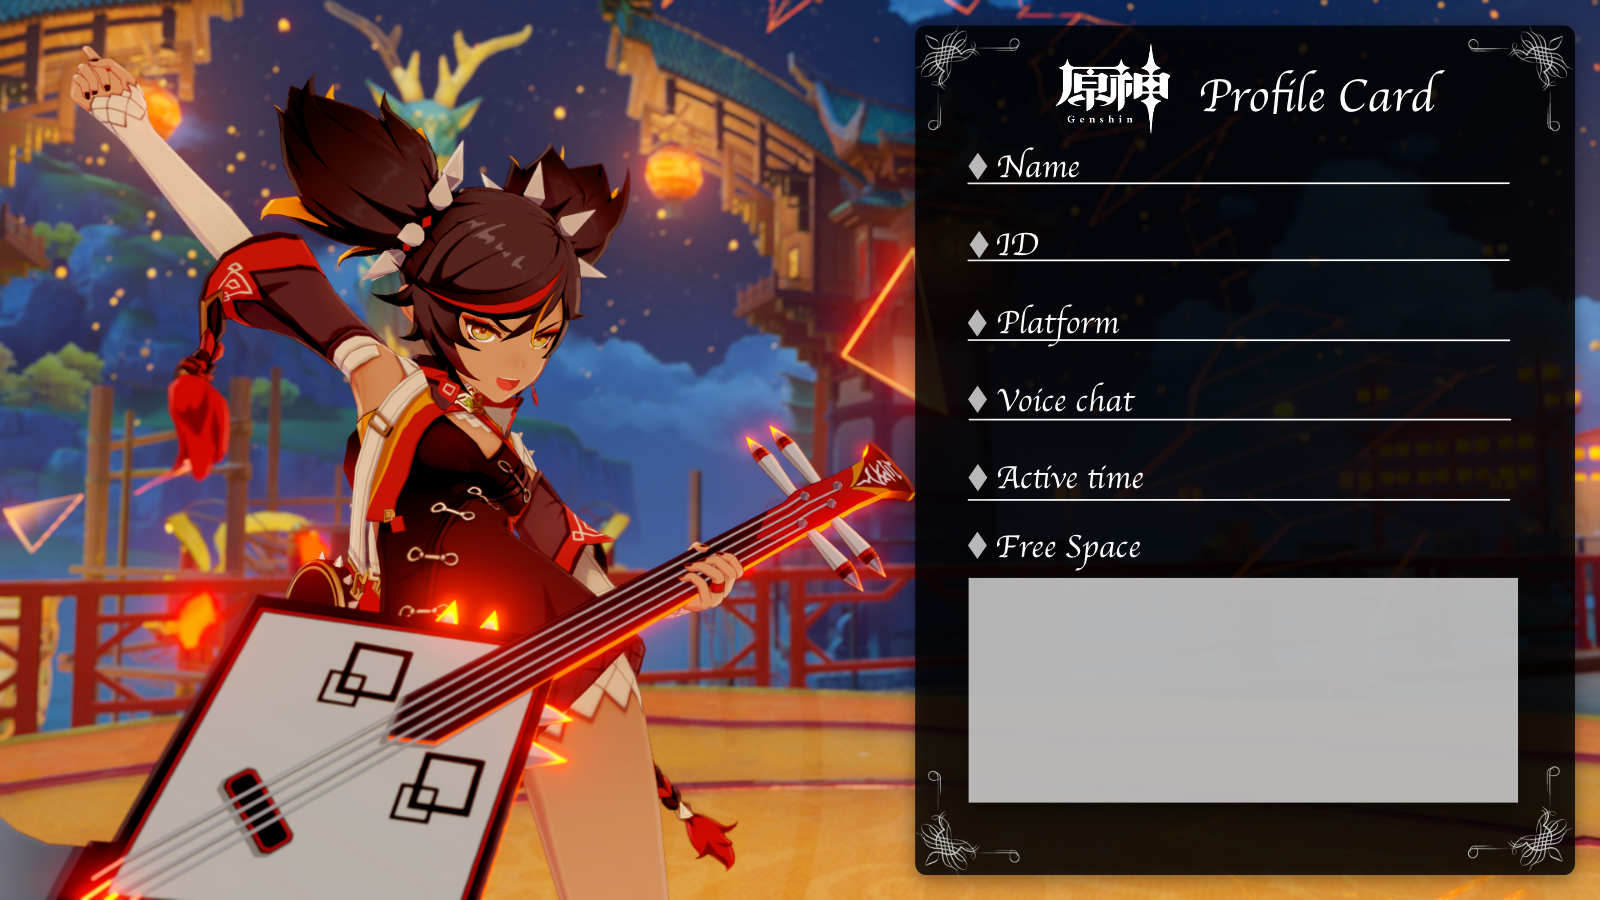 原神
Genshin
Profile Card
Name
ID
Platform
Voice chat
Active time
Free Space